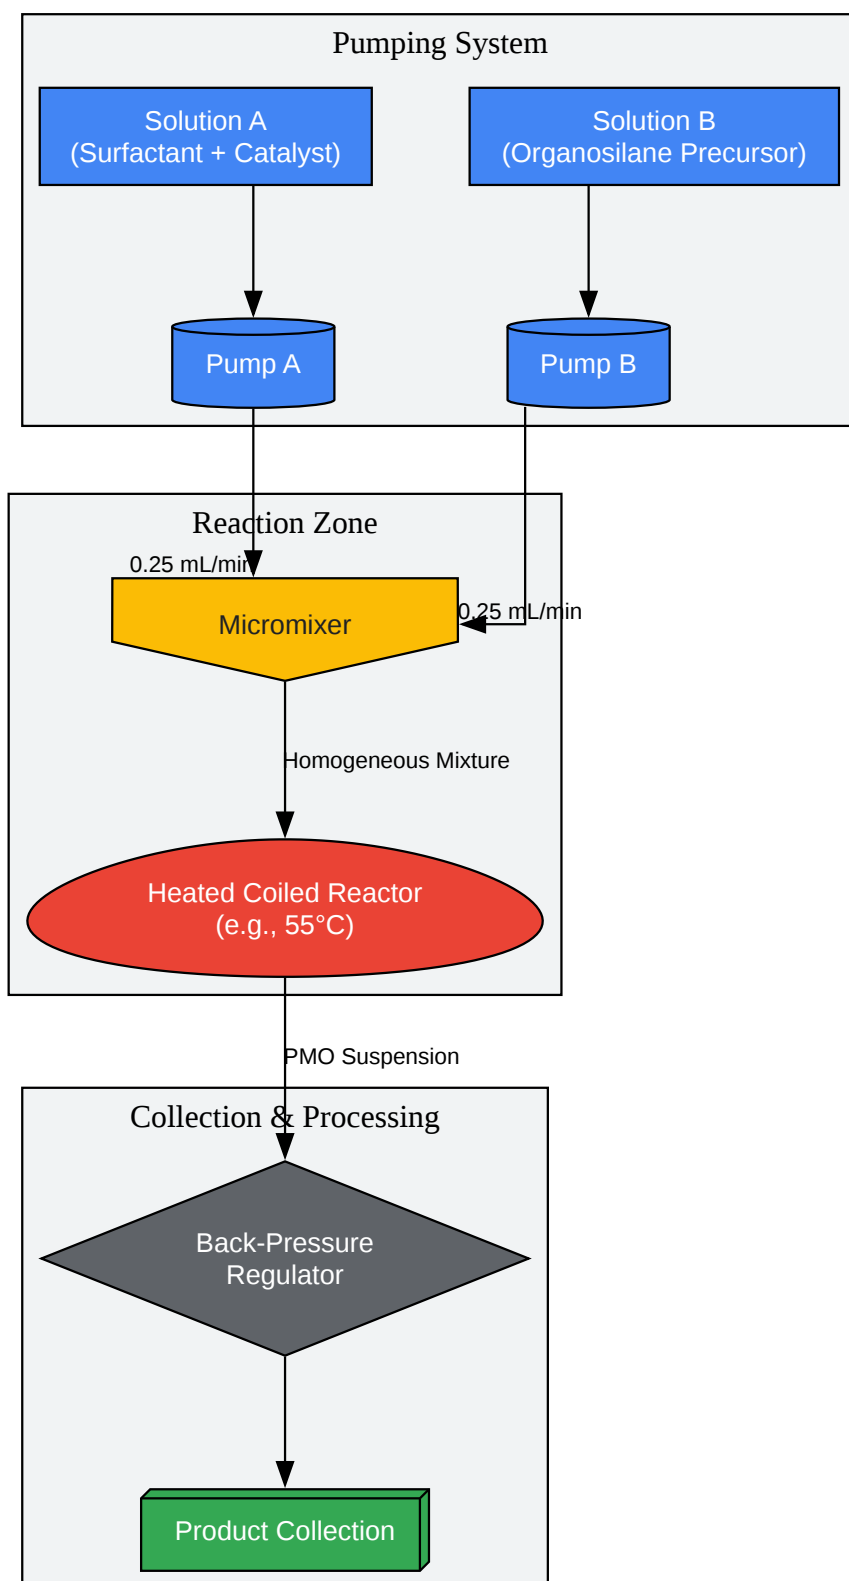 Pumping System
Solution A
(Surfactant + Catalyst)
Solution B
(Organosilane Precursor)
Pump A
Pump B
Reaction Zone
0.25 mL/min
Micromixer
0.25 mL/min
Homogeneous Mixture
Heated Coiled Reactor
(e.g., 55°C)
PMO Suspension
Collection & Processing
Back-Pressure
Regulator
Product Collection